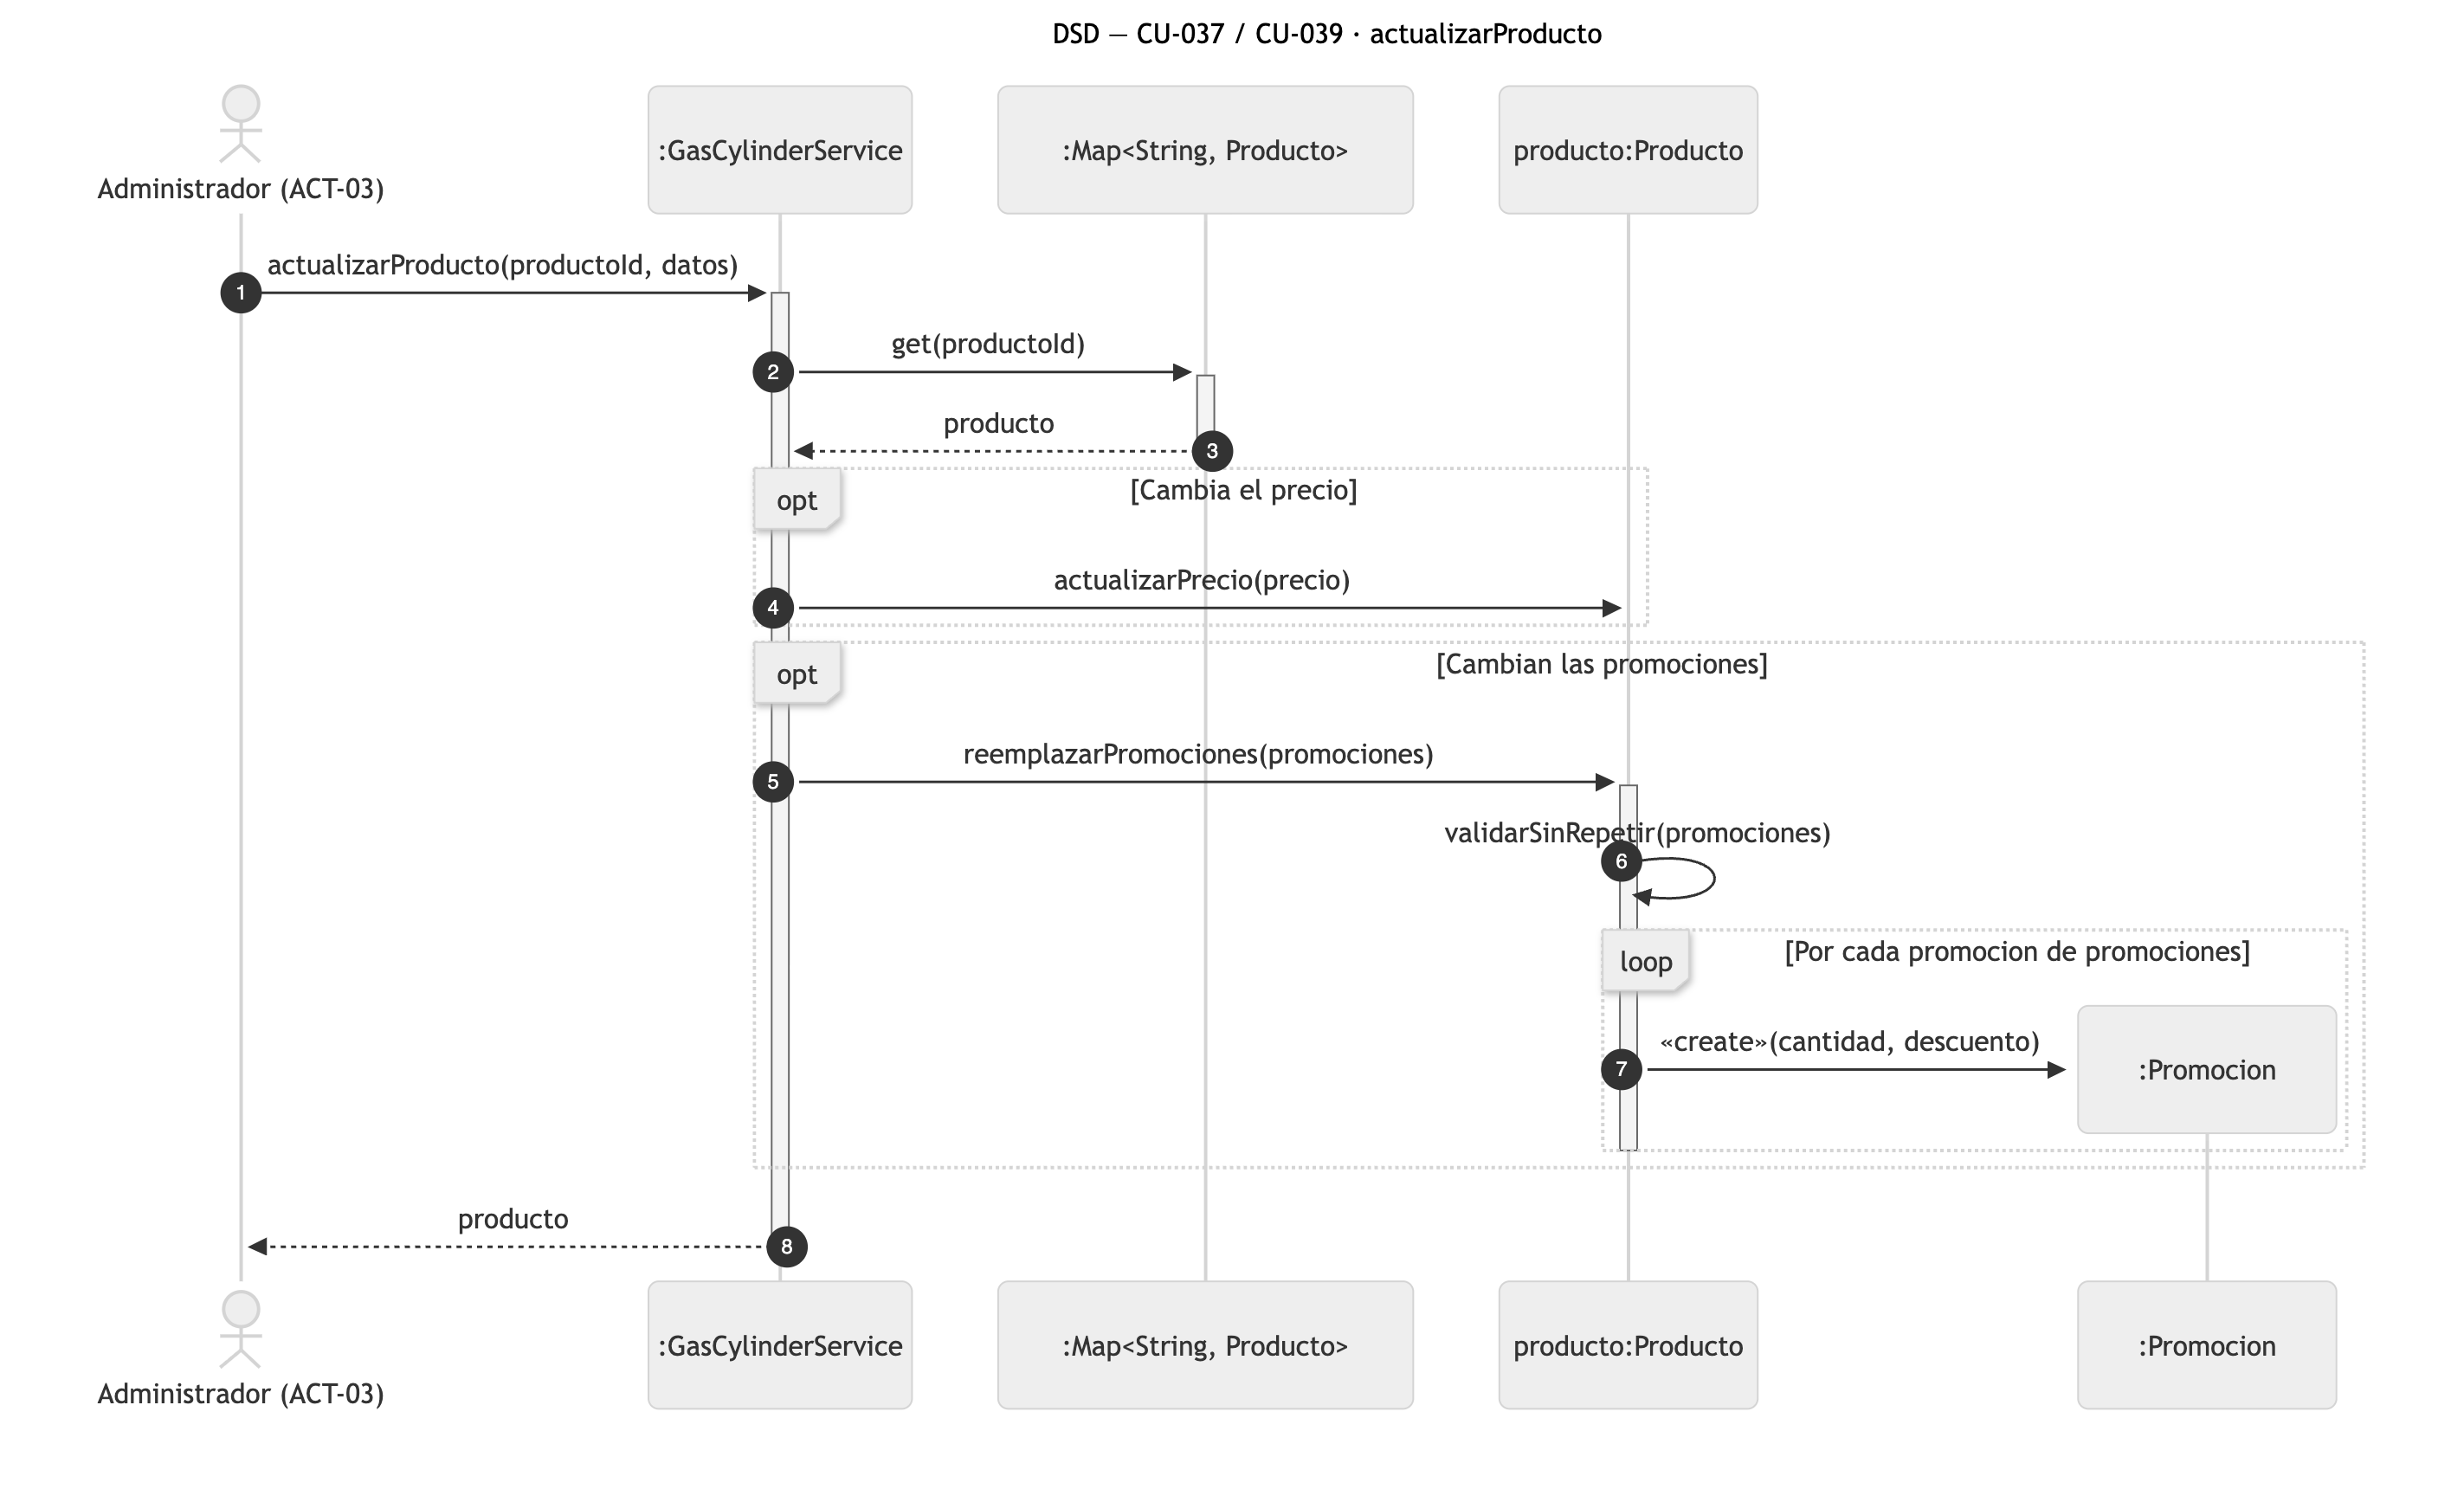 DSD — CU-037 / CU-039 · actualizarProducto
Administrador (ACT-03)
:GasCylinderService
:Map<String, Producto>
producto:Producto
actualizarProducto(productoId, datos)
1
get(productoId)
2
producto
3
opt
[Cambia el precio]
actualizarPrecio(precio)
4
opt
[Cambian las promociones]
reemplazarPromociones(promociones)
5
validarSinRepetir(promociones)
6
loop
[Por cada promocion de promociones]
«create»(cantidad, descuento)
7
:Promocion
producto
8
Administrador (ACT-03)
:GasCylinderService
:Map<String, Producto>
producto:Producto
:Promocion